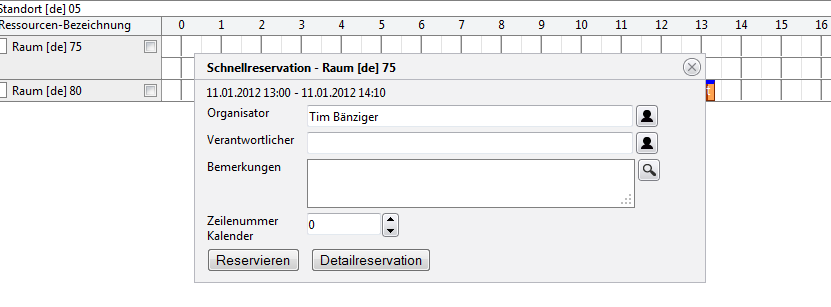 Standort [de] 05
Ressourcen-Bezeichnung 0 1 2 3 4 5 6 7 8 9 10 11 12 13 14 15 16
Raum [de] 75
Schnellreservation - Raum [de] 75
Raum [de] 80
11.01.2012 13:00 - 11.01.2012 14:10
Organisator Tim Bänziger
Verantwortlicher
Bemerkungen
Zeilenummer
Kalender 0
Reservieren Detailreservation